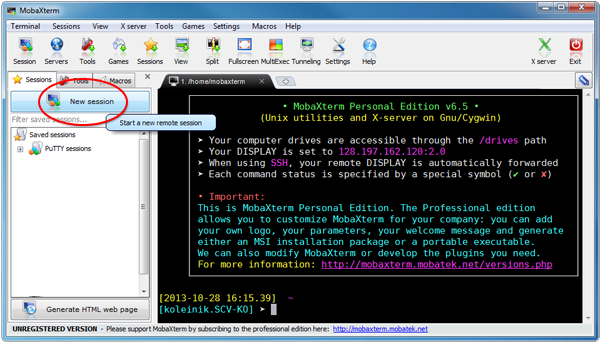 MobaXterm
Terminal Sessions View X server Tools Games Settings Macros Help
Session Servers Tools Games Sessions View Split Fullscreen MultiExec Tunneling Settings Help X server Exit
Sessions Tools Macros
1. /home/mobaxterm
New session
Start a new remote session
Filter saved sessions...
Saved sessions
PuTTY sessions
• MobaXterm Personal Edition v6.5 •
(Unix utilities and X-server on Gnu/Cygwin)
➤ Your computer drives are accessible through the /drives path
➤ Your DISPLAY is set to 128.197.162.120:2.0
➤ When using SSH, your remote DISPLAY is automatically forwarded
➤ Each command status is specified by a special symbol (✔ or ✘)
• Important:
This is MobaXterm Personal Edition. The Professional edition
allows you to customize MobaXterm for your company: you can add
your own logo, your parameters, your welcome message and generate
either an MSI installation package or a portable executable.
We can also modify MobaXterm or develop the plugins you need.
For more information: http://mobaxterm.mobatek.net/versions.php
[2013-10-28 16:15.39] ~
[koleinik.SCV-KO] ➤
Generate HTML web page
UNREGISTERED VERSION - Please support MobaXterm by subscribing to the professional edition here: http://mobaxterm.mobatek.net